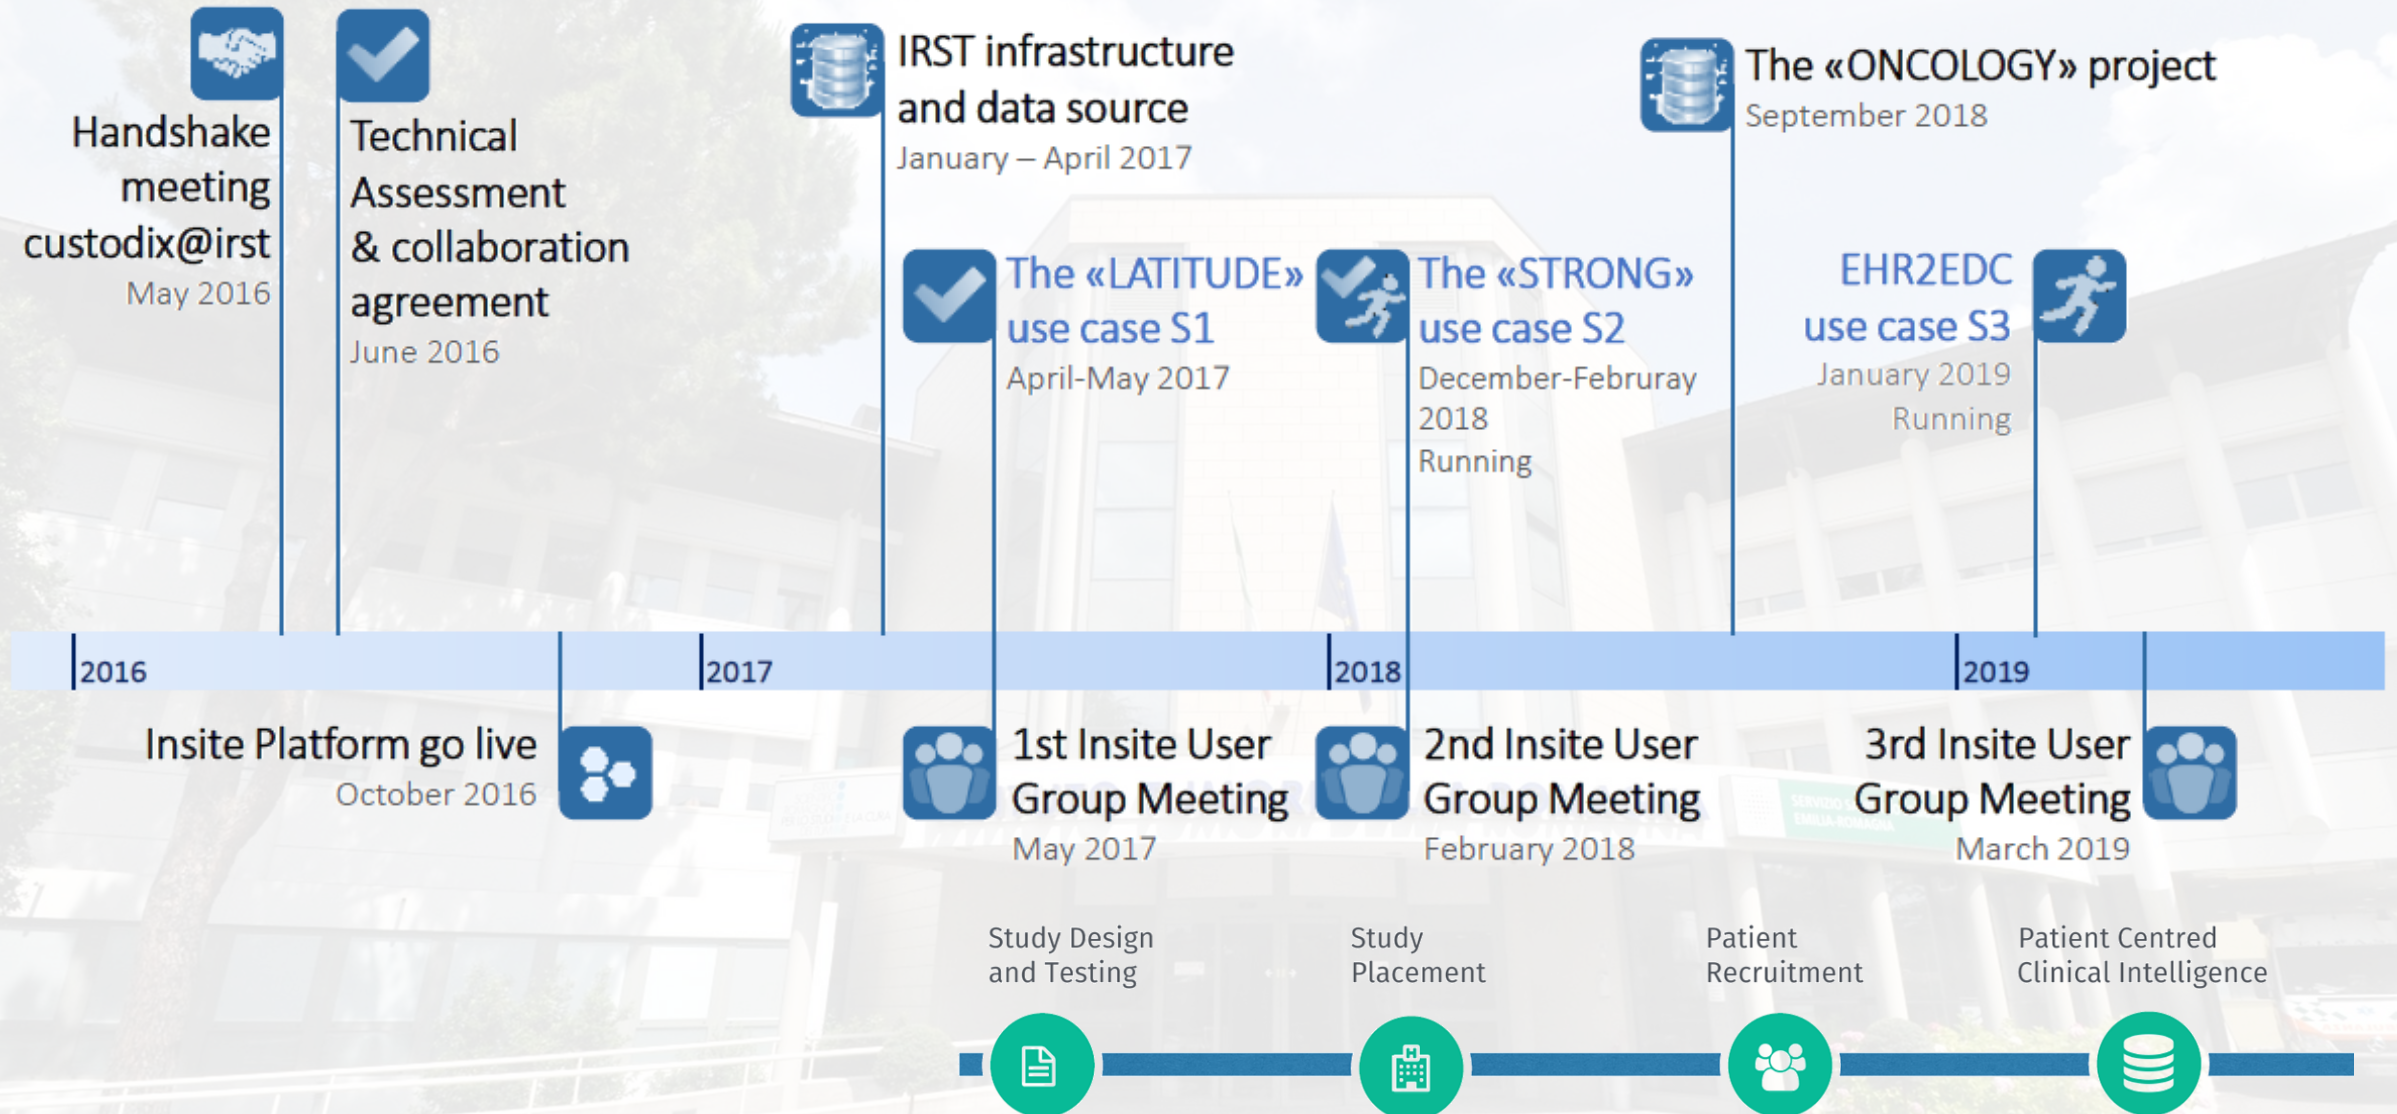 Handshake
meeting
custodix@irst
May 2016
Technical
Assessment
& collaboration
agreement
June 2016
IRST infrastructure
and data source
January – April 2017
The «LATITUDE»
use case S1
April-May 2017
The «STRONG»
use case S2
December-Februray
2018
Running
The «ONCOLOGY» project
September 2018
EHR2EDC
use case S3
January 2019
Running
2016
2017
2018
2019
Insite Platform go live
October 2016
1st Insite User
Group Meeting
May 2017
2nd Insite User
Group Meeting
February 2018
3rd Insite User
Group Meeting
March 2019
EMILIA-ROMAGNA
Study Design
and Testing
Study
Placement
Patient
Recruitment
Patient Centred
Clinical Intelligence
H